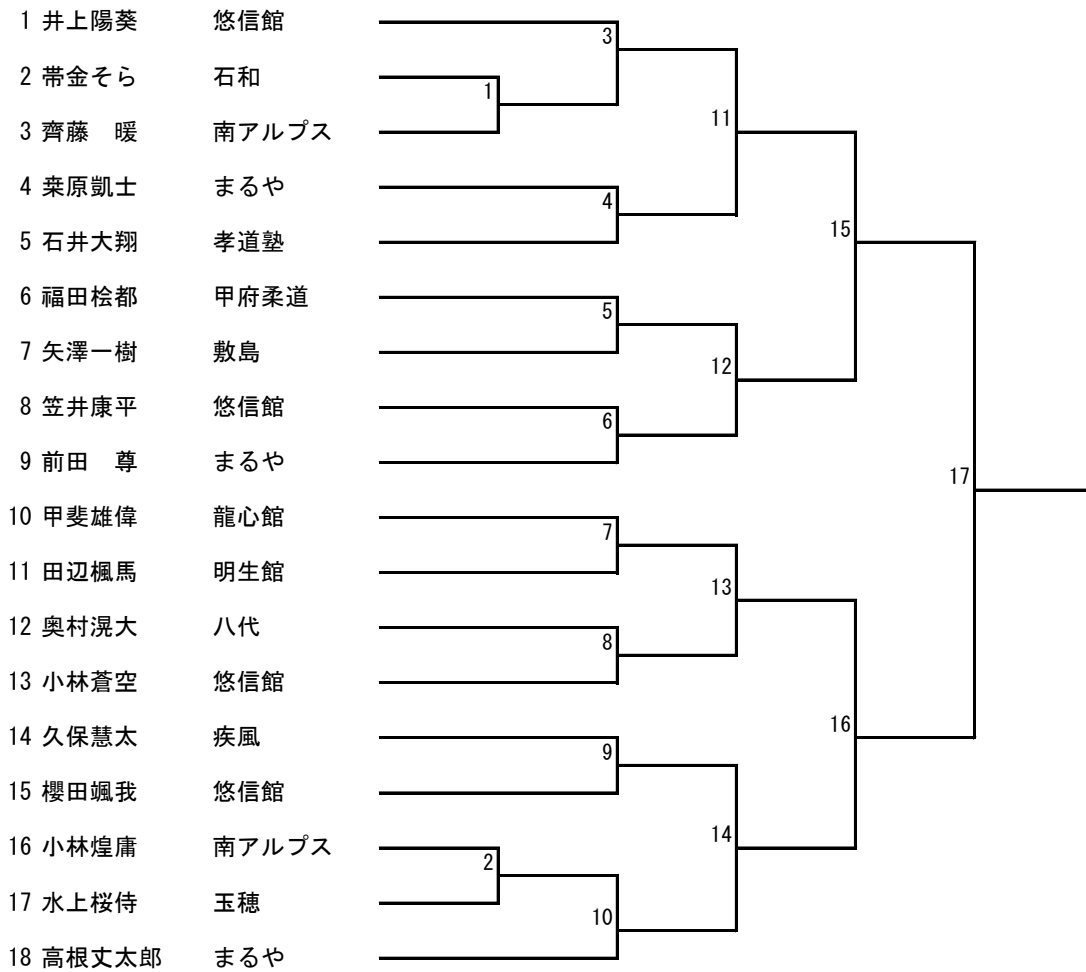 1 井上陽葵 悠信館
3
2 帯金そら 石和
1
3 齊藤　暖 南アルプス
11
4 桒原凱士 まるや
4
15
5 石井大翔 孝道塾
6 福田桧都 甲府柔道
5
7 矢澤一樹 敷島
12
8 笠井康平 悠信館
6
9 前田　尊 まるや
17
10 甲斐雄偉 龍心館
7
11 田辺楓馬 明生館
13
12 奥村滉大 八代
8
13 小林蒼空 悠信館
16
14 久保慧太 疾風
9
15 櫻田颯我 悠信館
14
16 小林煌庸 南アルプス
2
17 水上桜侍 玉穂
10
18 高根丈太郎 まるや